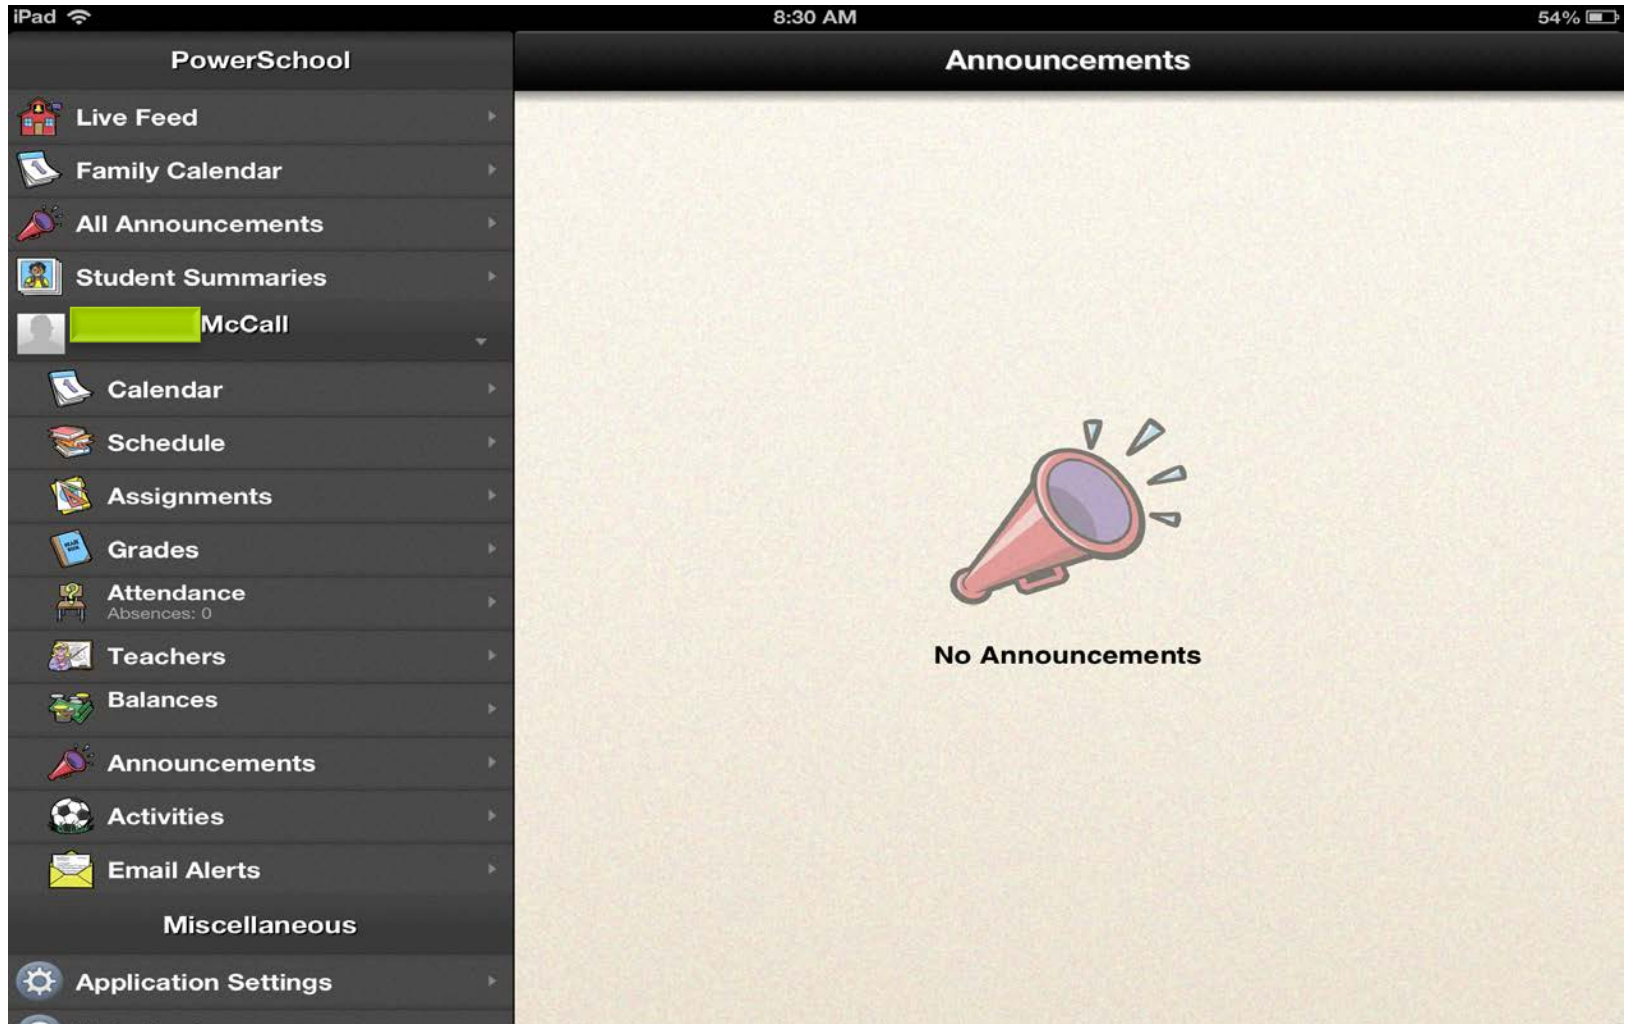 iPad 8:30 AM 54%
PowerSchool
Announcements
Live Feed
Family Calendar
All Announcements
Student Summaries
McCall
Calendar
Schedule
Assignments
Grades
Attendance
Absences: 0
Teachers
Balances
Announcements
Activities
Email Alerts
Miscellaneous
Application Settings
No Announcements